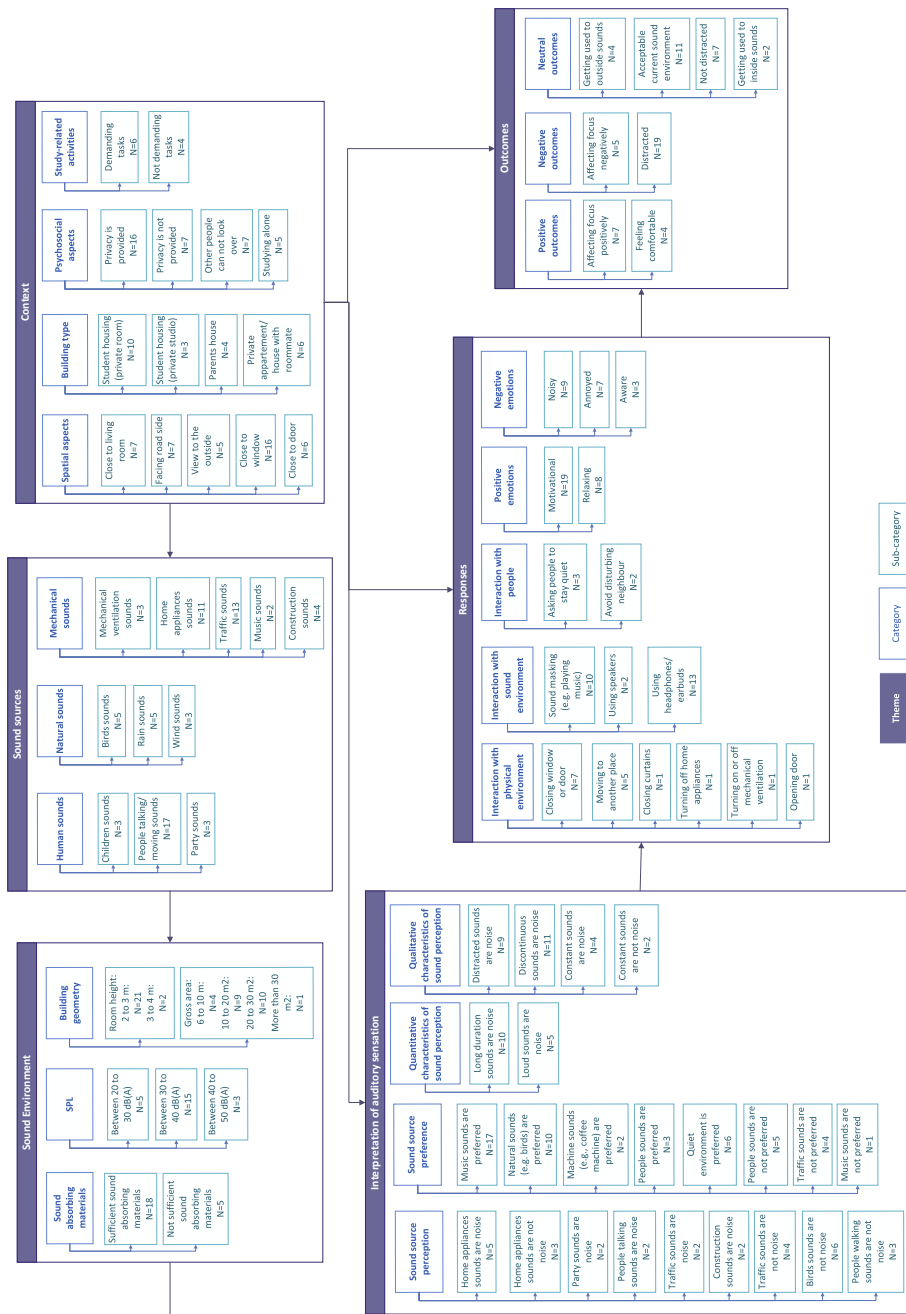 Sound Environment
Sound
absorbing
materials
Sufficient sound
absorbing
materials
N=18
Not sufficient
sound
absorbing
materials
N=5
SPL
Between 20 to
30 dB(A)
N=5
Between 30 to
40 dB(A)
N=15
Between 40 to
50 dB(A)
N=3
Building
geometry
Room height:
2 to 3 m:
N=21
3 to 4 m:
N=2
Gross area:
6 to 10 m:
N=4
10 to 20 m2:
N=9
20 to 30 m2:
N=10
More than 30
m2:
N=1
Sound sources
Human sounds
Children sounds
N=3
People talking/
moving sounds
N=17
Party sounds
N=3
Natural sounds
Birds sounds
N=5
Rain sounds
N=5
Wind sounds
N=3
Mechanical
sounds
Mechanical
ventilation
sounds
N=3
Home
appliances
sounds
N=11
Traffic sounds
N=13
Music sounds
N=2
Construction
sounds
N=4
Context
Spatial aspects
Close to living
room
N=7
Facing road side
N=7
View to the
outside
N=5
Close to
window
N=16
Close to door
N=6
Building type
Student housing
(private room)
N=10
Student housing
(private studio)
N=3
Parents house
N=4
Private
appartement/
house with
roommate
N=6
Psychosocial
aspects
Privacy is
provided
N=16
Privacy is not
provided
N=7
Other people
can not look
over
N=7
Studying alone
N=5
Study-related
activities
Demanding
tasks
N=6
Not demanding
tasks
N=4
Interpretation of auditory sensation
Sound source
perception
Home appliances
sounds are noise
N=5
Home appliances
sounds are not
noise
N=3
Party sounds are
noise
N=2
People talking
sounds are noise
N=2
Traffic sounds are
noise
N=2
Construction
sounds are noise
N=2
Traffic sounds are
not noise
N=4
Birds sounds are
not noise
N=6
People walking
sounds are not
noise
N=3
Sound source
preference
Music sounds are
preferred
N=17
Natural sounds
(e.g. birds) are
preferred
N=10
Machine sounds
(e.g., coffee
machine) are
preferred
N=2
People sounds are
preferred
N=3
Quiet
environment is
preferred
N=6
People sounds are
not preferred
N=5
Traffic sounds are
not preferred
N=4
Music sounds are
not preferred
N=1
Quantitative
characteristics of
sound perception
Long duration
sounds are noise
N=10
Loud sounds are
noise
N=5
Qualitative
characteristics of
sound perception
Distracted sounds
are noise
N=9
Discontinuous
sounds are noise
N=11
Constant sounds
are noise
N=4
Constant sounds
are not noise
N=2
Responses
Interaction with
physical
environment
Closing window
or door
N=7
Moving to
another place
N=5
Closing curtains
N=1
Turning off home
appliances
N=1
Turning on or off
mechanical
ventilation
N=1
Opening door
N=1
Interaction with
sound
environment
Sound masking
(e.g. playing
music)
N=10
Using speakers
N=2
Using
headphones/
earbuds
N=13
Interaction with
people
Asking people to
stay quiet
N=3
Avoid disturbing
neighbour
N=2
Positive
emotions
Motivational
N=19
Relaxing
N=8
Negative
emotions
Noisy
N=9
Annoyed
N=7
Aware
N=3
Outcomes
Positive
outcomes
Affecting focus
positively
N=7
Feeling
comfortable
N=4
Negative
outcomes
Affecting focus
negatively
N=5
Distracted
N=19
Neutral
outcomes
Getting used to
outside sounds
N=4
Acceptable
current sound
environment
N=11
Not distracted
N=7
Getting used to
inside sounds
N=2
Theme
Category
Sub-category